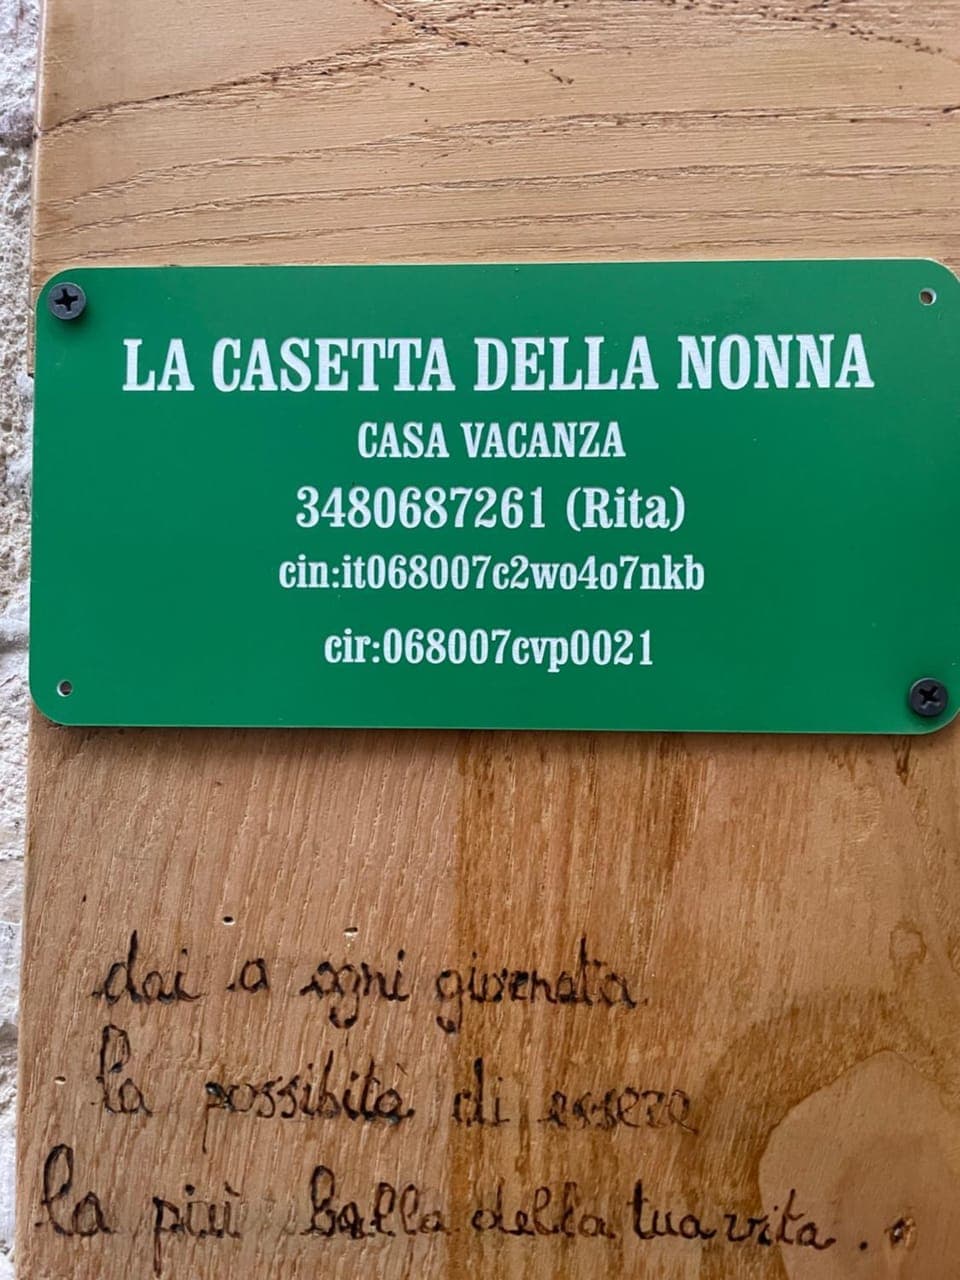 LA CASETTA DELLA NONNA
CASA VACANZA
3480687261 (Rita)
cin:it068007c2wo4o7nkb
cir:068007cvp0021
dai a ogni giornata
la possibità di essere
la più bella della tua vita.